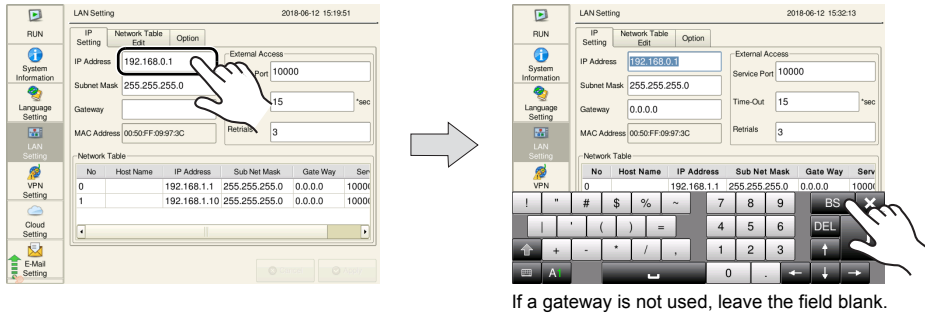 LAN Setting 2018-06-12 15:19:51
RUN
System
Information
Language
Setting
LAN
Setting
VPN
Setting
Cloud
Setting
E-Mail
Setting
IP
Setting
Network Table
Edit
Option
IP Address 192.168.0.1
Subnet Mask 255.255.255.0
Gateway
MAC Address 00:50:FF:09:97:3C
External Access
Port 10000
15 *sec
Retrials 3
Network Table
No Host Name IP Address Sub Net Mask Gate Way Serv
0 192.168.1.1 255.255.255.0 0.0.0.0 1000
1 192.168.1.10 255.255.255.0 0.0.0.0 1000
LAN Setting 2018-06-12 15:32:13
RUN
System
Information
Language
Setting
LAN
Setting
VPN
Setting
Cloud
Setting
E-Mail
Setting
IP
Setting
Network Table
Edit
Option
IP Address 192.168.0.1
Subnet Mask 255.255.255.0
Gateway 0.0.0.0
MAC Address 00:50:FF:09:97:3C
External Access
Service Port 10000
Time-Out 15 *sec
Retrials 3
Network Table
No Host Name IP Address Sub Net Mask Gate Way Serv
0 192.168.1.1 255.255.255.0 0.0.0.0 1000
! " # $ % ~ 7 8 9 BS
| ' ( ) = 4 5 6 DEL
+ - * / , 1 2 3
A1 0 .
If a gateway is not used, leave the field blank.